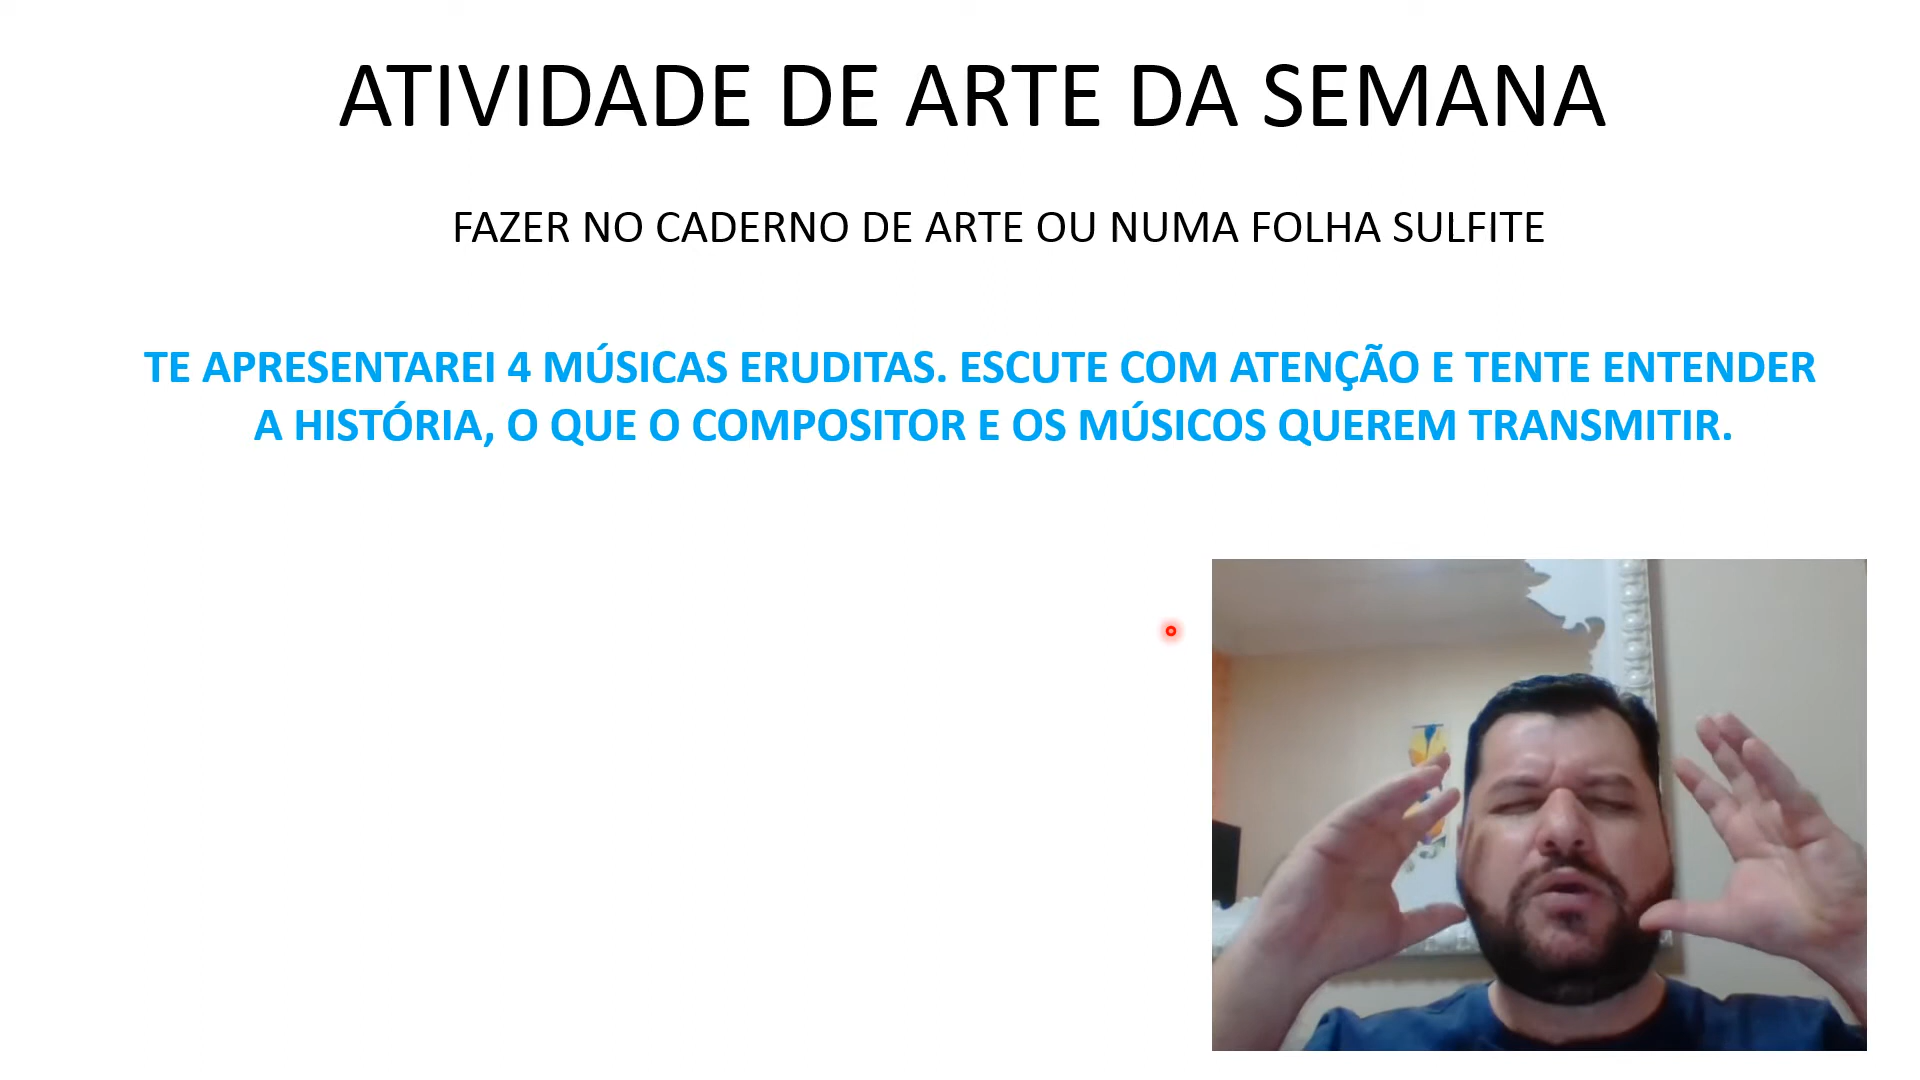 ATIVIDADE DE ARTE DA SEMANA
FAZER NO CADERNO DE ARTE OU NUMA FOLHA SULFITE
TE APRESENTAREI 4 MÚSICAS ERUDITAS. ESCUTE COM ATENÇÃO E TENTE ENTENDER
A HISTÓRIA, O QUE O COMPOSITOR E OS MÚSICOS QUEREM TRANSMITIR.